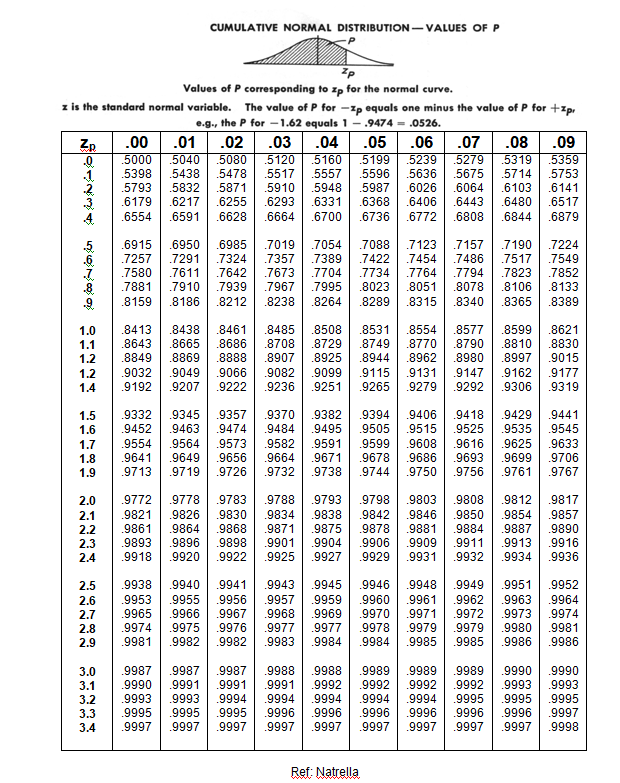 CUMULATIVE NORMAL DISTRIBUTION — VALUES OF P
P
zp
Values of P corresponding to zp for the normal curve.
z is the standard normal variable. The value of P for −zp equals one minus the value of P for +zp,
e.g., the P for −1.62 equals 1 − .9474 = .0526.
Zp .00 .01 .02 .03 .04 .05 .06 .07 .08 .09
.0 .5000 .5040 .5080 .5120 .5160 .5199 .5239 .5279 .5319 .5359
.1 .5398 .5438 .5478 .5517 .5557 .5596 .5636 .5675 .5714 .5753
.2 .5793 .5832 .5871 .5910 .5948 .5987 .6026 .6064 .6103 .6141
.3 .6179 .6217 .6255 .6293 .6331 .6368 .6406 .6443 .6480 .6517
.4 .6554 .6591 .6628 .6664 .6700 .6736 .6772 .6808 .6844 .6879
.5 .6915 .6950 .6985 .7019 .7054 .7088 .7123 .7157 .7190 .7224
.6 .7257 .7291 .7324 .7357 .7389 .7422 .7454 .7486 .7517 .7549
.7 .7580 .7611 .7642 .7673 .7704 .7734 .7764 .7794 .7823 .7852
.8 .7881 .7910 .7939 .7967 .7995 .8023 .8051 .8078 .8106 .8133
.9 .8159 .8186 .8212 .8238 .8264 .8289 .8315 .8340 .8365 .8389
1.0 .8413 .8438 .8461 .8485 .8508 .8531 .8554 .8577 .8599 .8621
1.1 .8643 .8665 .8686 .8708 .8729 .8749 .8770 .8790 .8810 .8830
1.2 .8849 .8869 .8888 .8907 .8925 .8944 .8962 .8980 .8997 .9015
1.2 .9032 .9049 .9066 .9082 .9099 .9115 .9131 .9147 .9162 .9177
1.4 .9192 .9207 .9222 .9236 .9251 .9265 .9279 .9292 .9306 .9319
1.5 .9332 .9345 .9357 .9370 .9382 .9394 .9406 .9418 .9429 .9441
1.6 .9452 .9463 .9474 .9484 .9495 .9505 .9515 .9525 .9535 .9545
1.7 .9554 .9564 .9573 .9582 .9591 .9599 .9608 .9616 .9625 .9633
1.8 .9641 .9649 .9656 .9664 .9671 .9678 .9686 .9693 .9699 .9706
1.9 .9713 .9719 .9726 .9732 .9738 .9744 .9750 .9756 .9761 .9767
2.0 .9772 .9778 .9783 .9788 .9793 .9798 .9803 .9808 .9812 .9817
2.1 .9821 .9826 .9830 .9834 .9838 .9842 .9846 .9850 .9854 .9857
2.2 .9861 .9864 .9868 .9871 .9875 .9878 .9881 .9884 .9887 .9890
2.3 .9893 .9896 .9898 .9901 .9904 .9906 .9909 .9911 .9913 .9916
2.4 .9918 .9920 .9922 .9925 .9927 .9929 .9931 .9932 .9934 .9936
2.5 .9938 .9940 .9941 .9943 .9945 .9946 .9948 .9949 .9951 .9952
2.6 .9953 .9955 .9956 .9957 .9959 .9960 .9961 .9962 .9963 .9964
2.7 .9965 .9966 .9967 .9968 .9969 .9970 .9971 .9972 .9973 .9974
2.8 .9974 .9975 .9976 .9977 .9977 .9978 .9979 .9979 .9980 .9981
2.9 .9981 .9982 .9982 .9983 .9984 .9984 .9985 .9985 .9986 .9986
3.0 .9987 .9987 .9987 .9988 .9988 .9989 .9989 .9989 .9990 .9990
3.1 .9990 .9991 .9991 .9991 .9992 .9992 .9992 .9992 .9993 .9993
3.2 .9993 .9993 .9994 .9994 .9994 .9994 .9994 .9995 .9995 .9995
3.3 .9995 .9995 .9995 .9996 .9996 .9996 .9996 .9996 .9996 .9997
3.4 .9997 .9997 .9997 .9997 .9997 .9997 .9997 .9997 .9997 .9998
Ref: Natrella